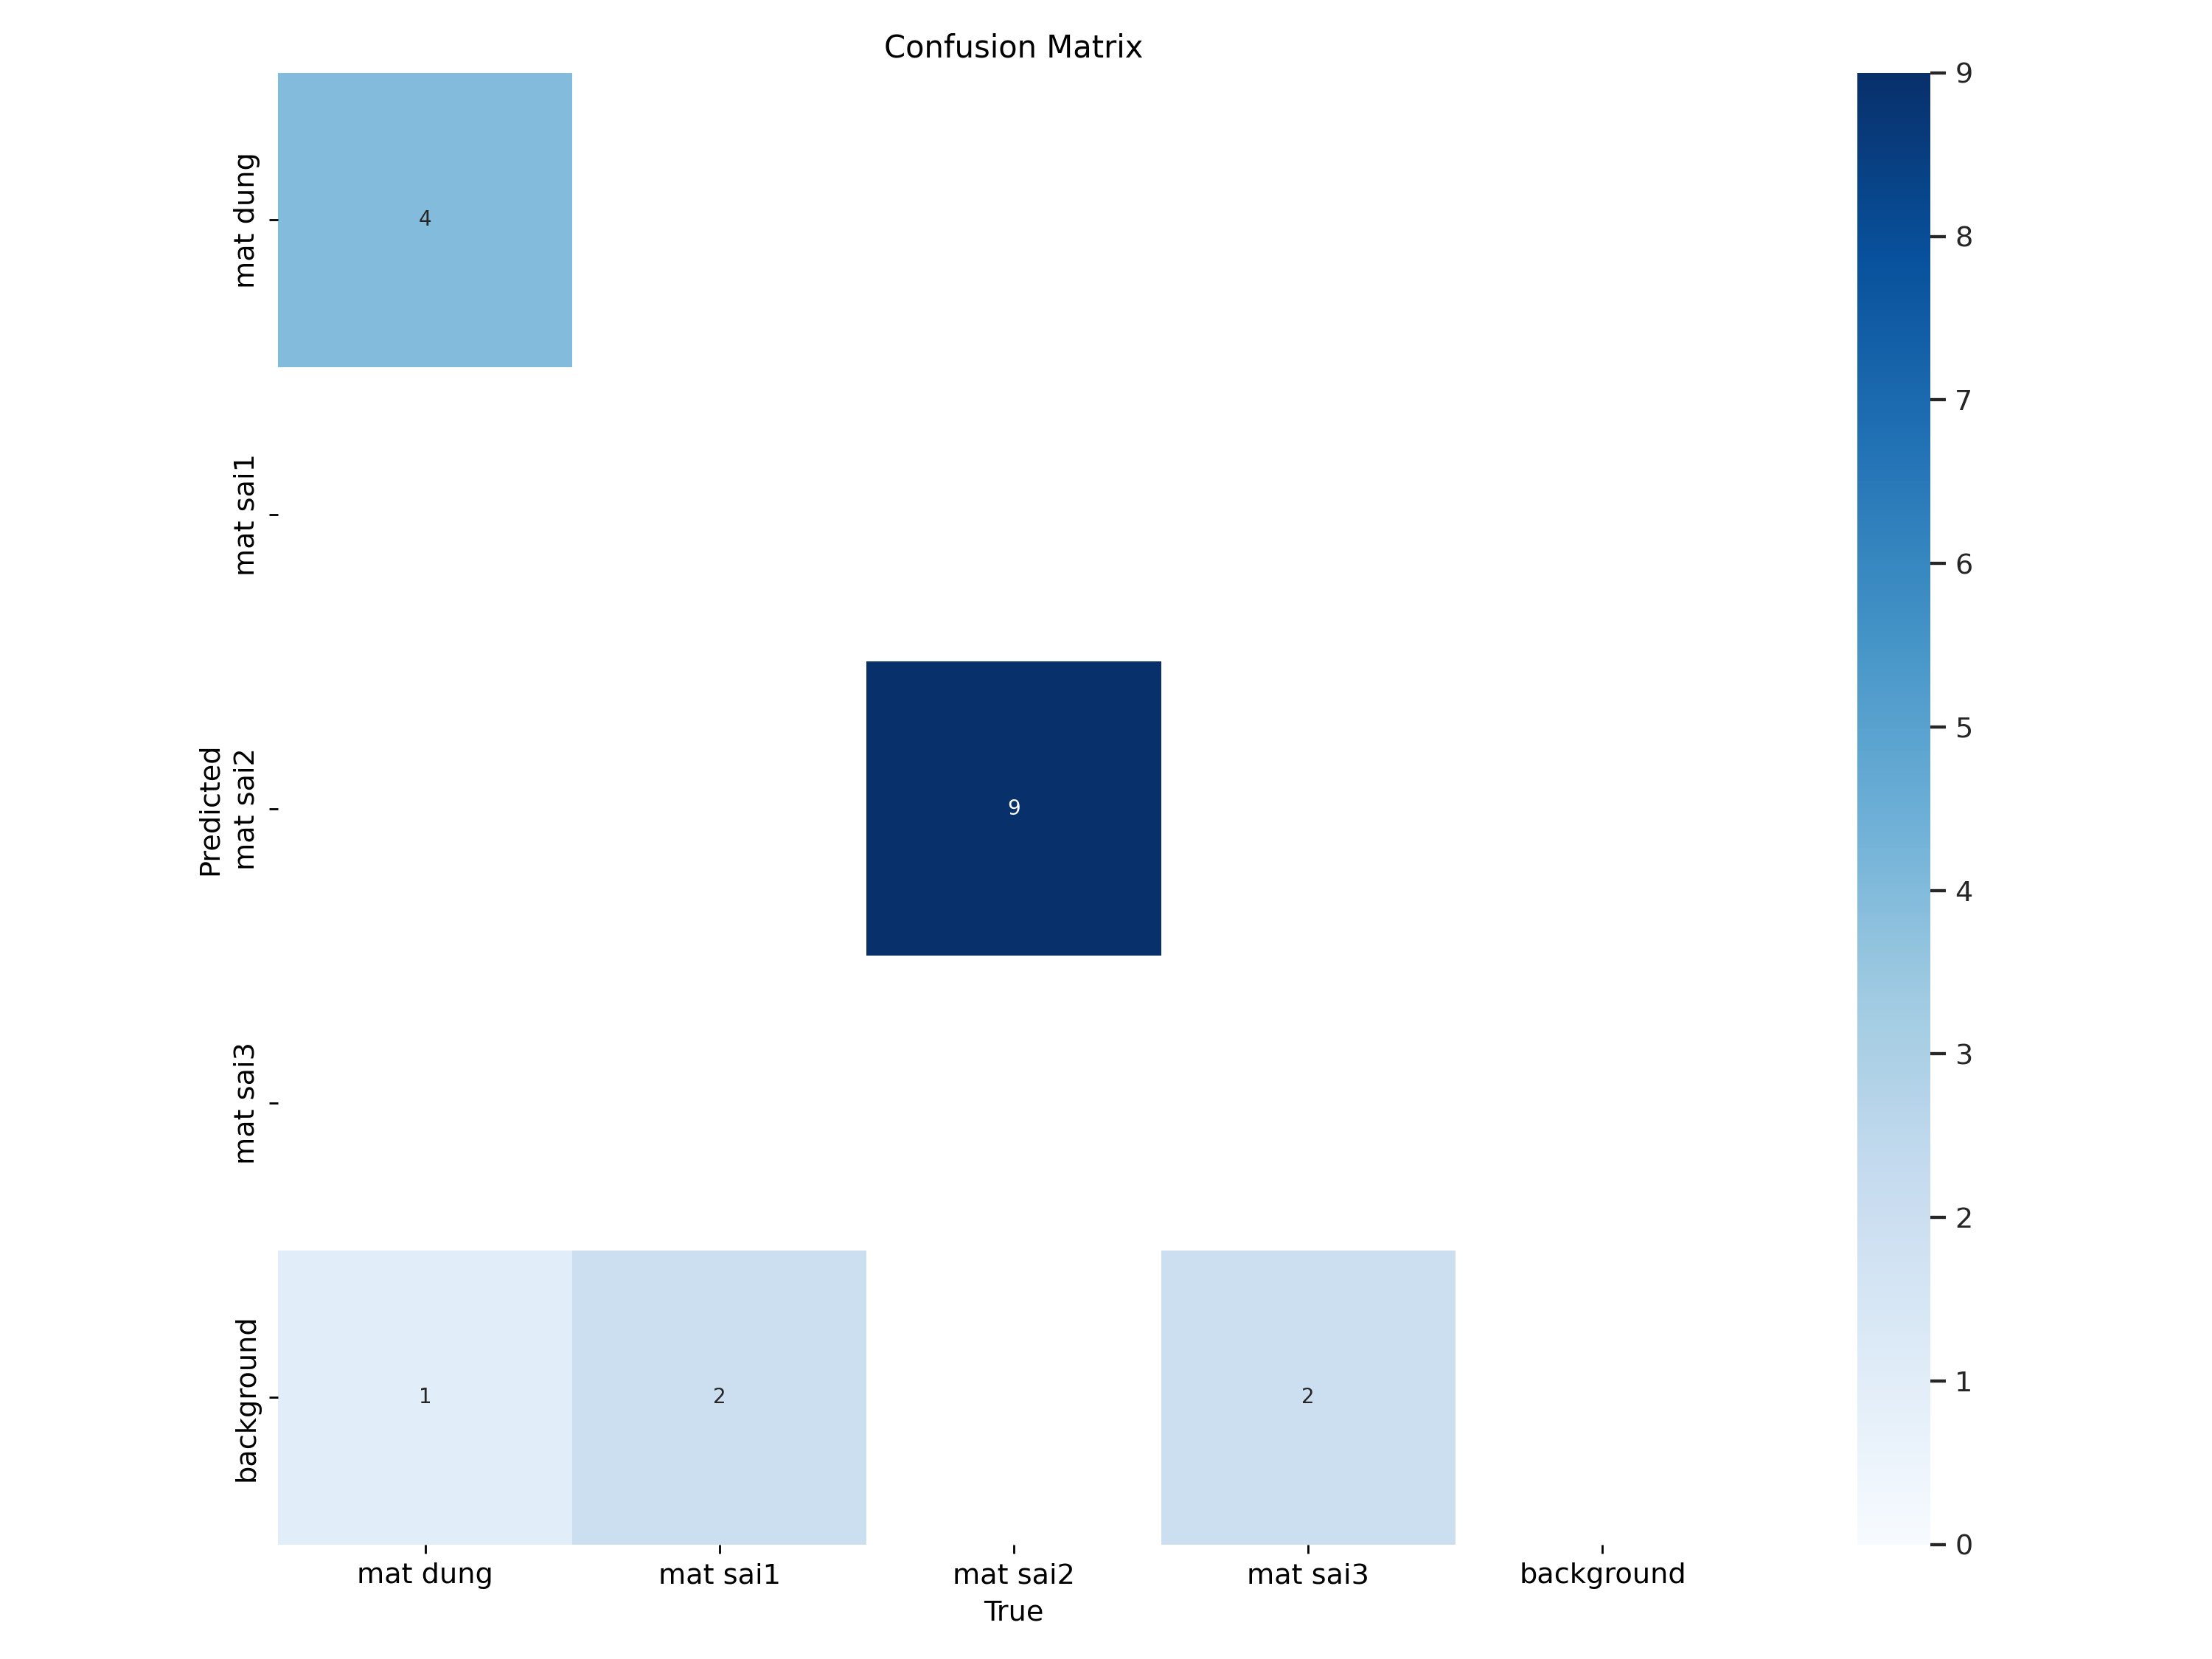 Confusion Matrix
Predicted
mat dung
mat sai1
mat sai2
mat sai3
background
4
9
1
2
2
mat dung
mat sai1
mat sai2
mat sai3
background
True
9
8
7
6
5
4
3
2
1
0